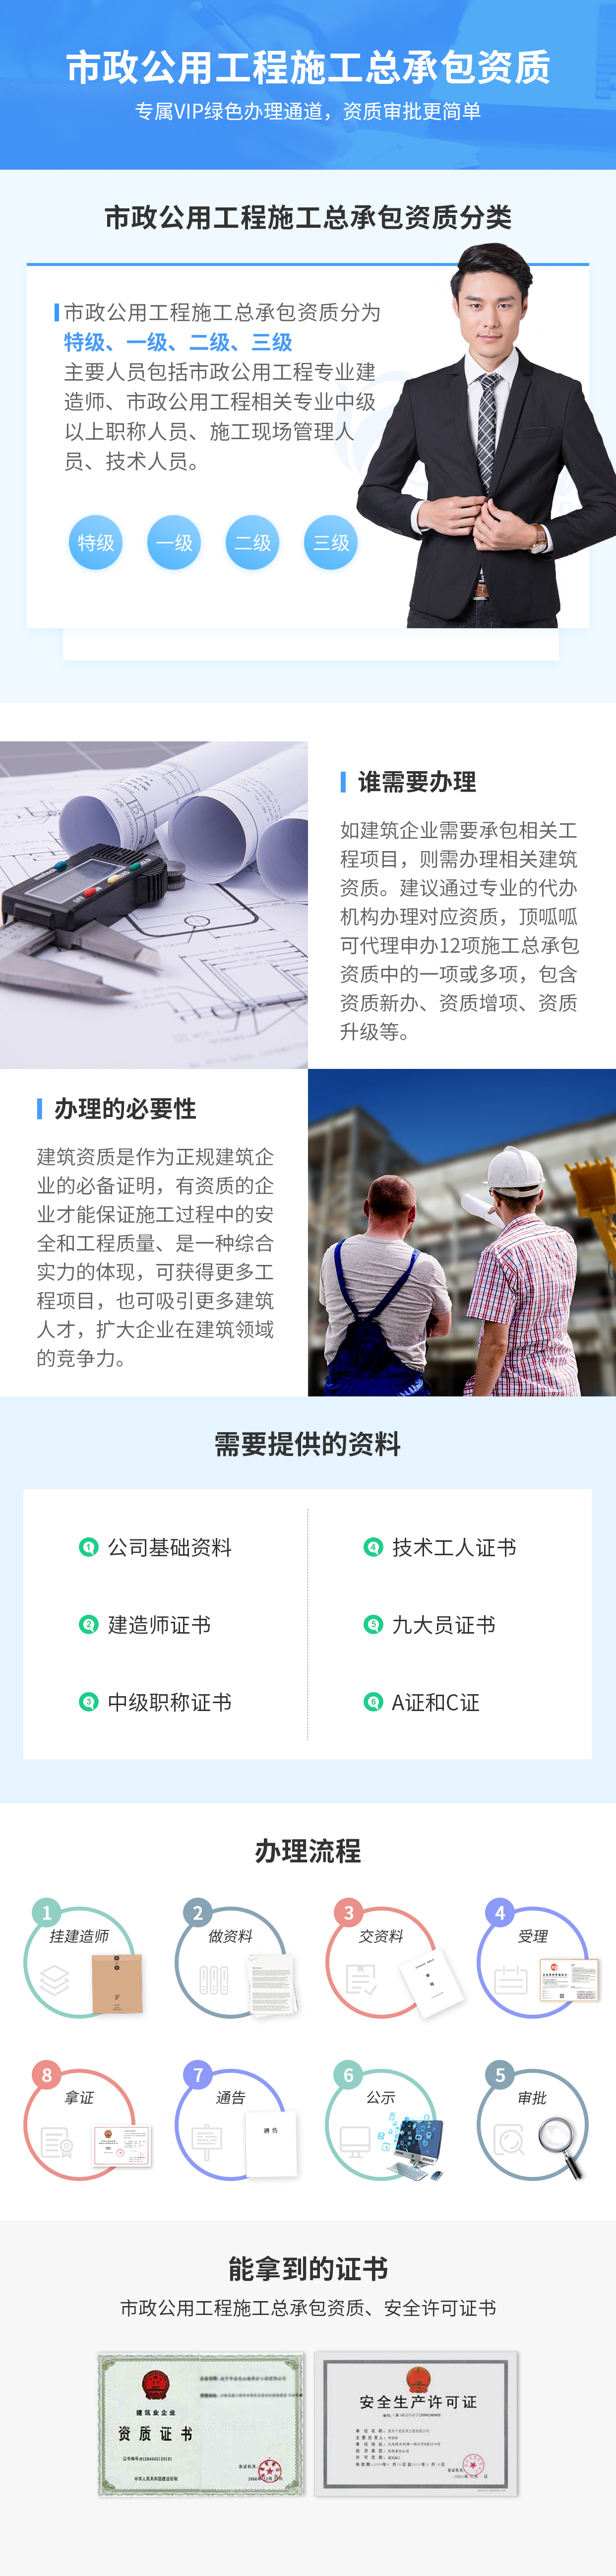 市政公用工程施工总承包资质
专属VIP绿色办理通道，资质审批更简单
市政公用工程施工总承包资质分类
市政公用工程施工总承包资质分为
特级、一级、二级、三级
主要人员包括市政公用工程专业建
造师、市政公用工程相关专业中级
以上职称人员、施工现场管理人
员、技术人员。
特级 一级 二级 三级
谁需要办理
如建筑企业需要承包相关工
程项目，则需办理相关建筑
资质。建议通过专业的代办
机构办理对应资质，顶呱呱
可代理申办12项施工总承包
资质中的一项或多项，包含
资质新办、资质增项、资质
升级等。
办理的必要性
建筑资质是作为正规建筑企
业的必备证明，有资质的企
业才能保证施工过程中的安
全和工程质量、是一种综合
实力的体现，可获得更多工
程项目，也可吸引更多建筑
人才，扩大企业在建筑领域
的竞争力。
需要提供的资料
1 公司基础资料
4 技术工人证书
2 建造师证书
5 九大员证书
3 中级职称证书
6 A证和C证
办理流程
1 挂建造师
2 做资料
3 交资料
4 受理
8 拿证
7 通告
通 告
6 公示
5 审批
能拿到的证书
市政公用工程施工总承包资质、安全许可证书
建筑业企业
资质证书
中华人民共和国建设部制
发证机关
安全生产许可证